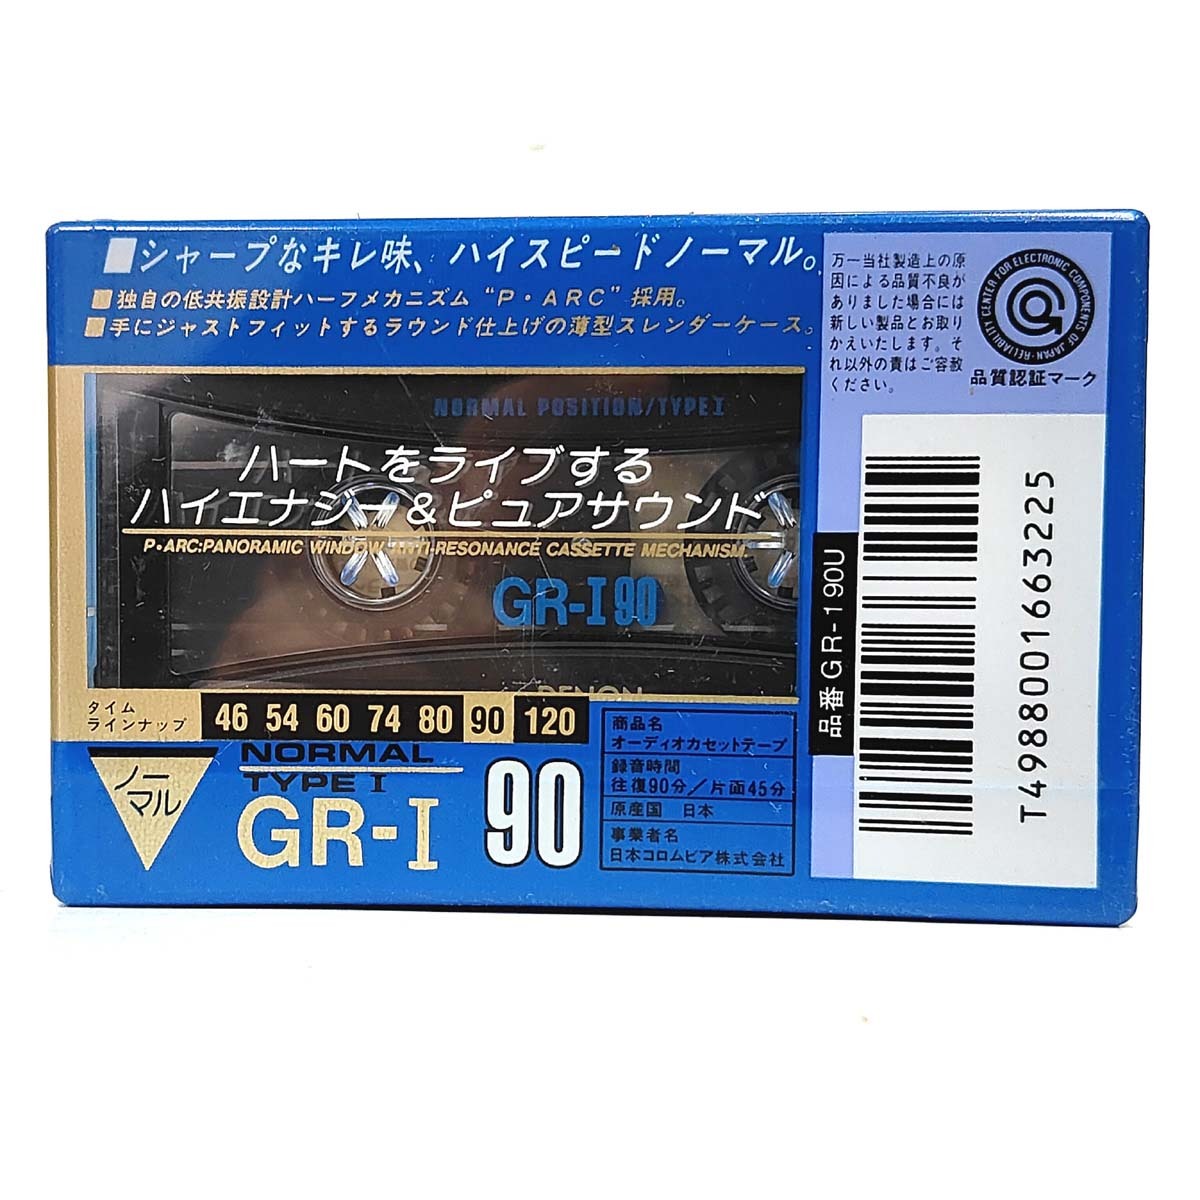 ■シャープなキレ味、ハイスピードノーマル。
■独自の低共振設計ハーフメカニズム “P・ARC” 採用。
■手にジャストフィットするラウンド仕上げの薄型スレンダーケース。
NORMAL POSITION/TYPE I
ハートをライブする
ハイエナジー&ピュアサウンド
P・ARC:PANORAMIC WINDOW ANTI-RESONANCE CASSETTE MECHANISM.
GR-I 90
DENON
タイム
ラインナップ
46 54 60 74 80 90 120
ノーマル
NORMAL
TYPE I
GR-I 90
商品名
オーディオカセットテープ
録音時間
往復90分/片面45分
原産国 日本
事業者名
日本コロムビア株式会社
万一当社製造上の原
因による品質不良が
ありました場合には
新しい製品とお取り
かえいたします。そ
れ以外の責はご容赦
ください。
RELIABILITY CENTER FOR ELECTRONIC COMPONENTS OF JAPAN
品質認証マーク
品番GR-190U
T4988001663225